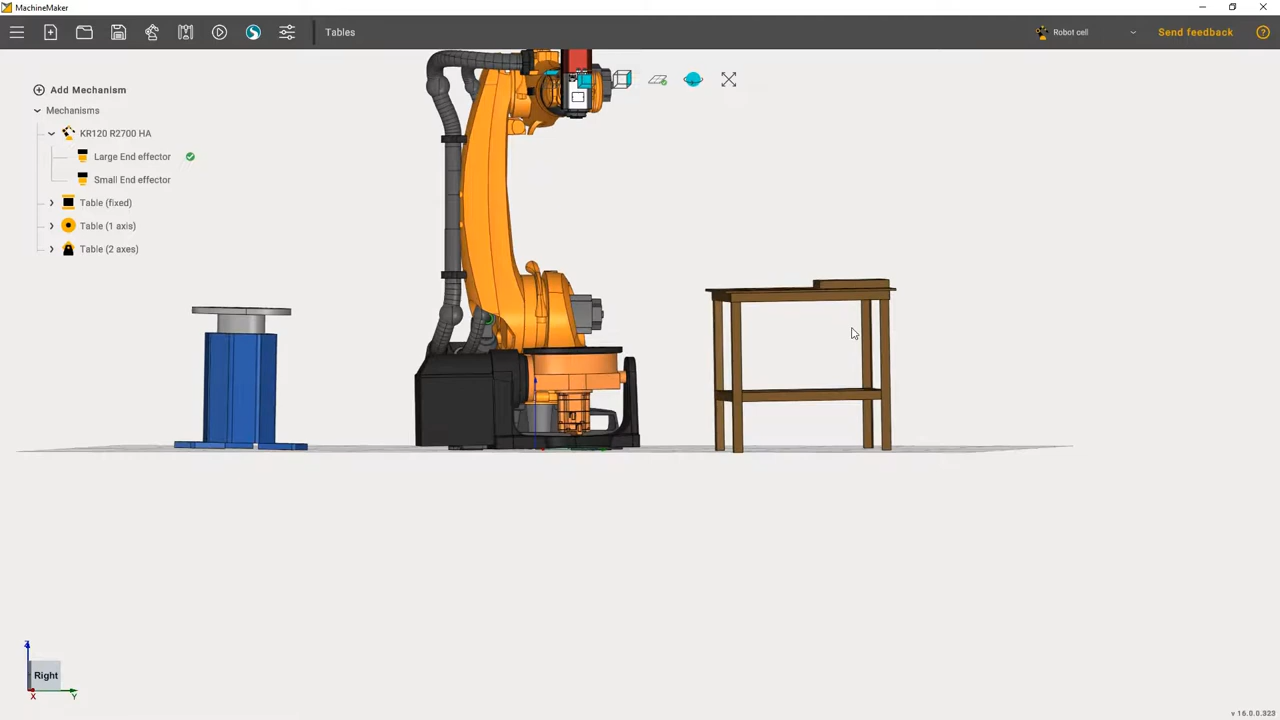 MachineMaker
Tables
Robot cell
Send feedback
Add Mechanism
Mechanisms
KR120 R2700 HA
Large End effector
Small End effector
Table (fixed)
Table (1 axis)
Table (2 axes)
Z
Right
X
Y
v 16.0.0.323